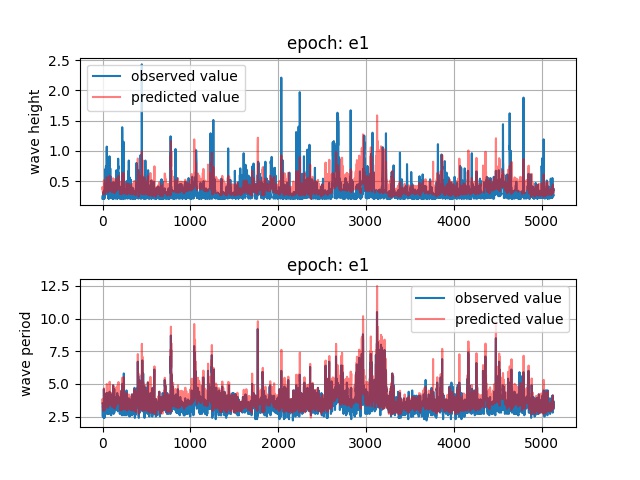 epoch: e1
wave height
2.5
2.0
1.5
1.0
0.5
observed value
predicted value
0 1000 2000 3000 4000 5000
epoch: e1
wave period
12.5
10.0
7.5
5.0
2.5
observed value
predicted value
0 1000 2000 3000 4000 5000